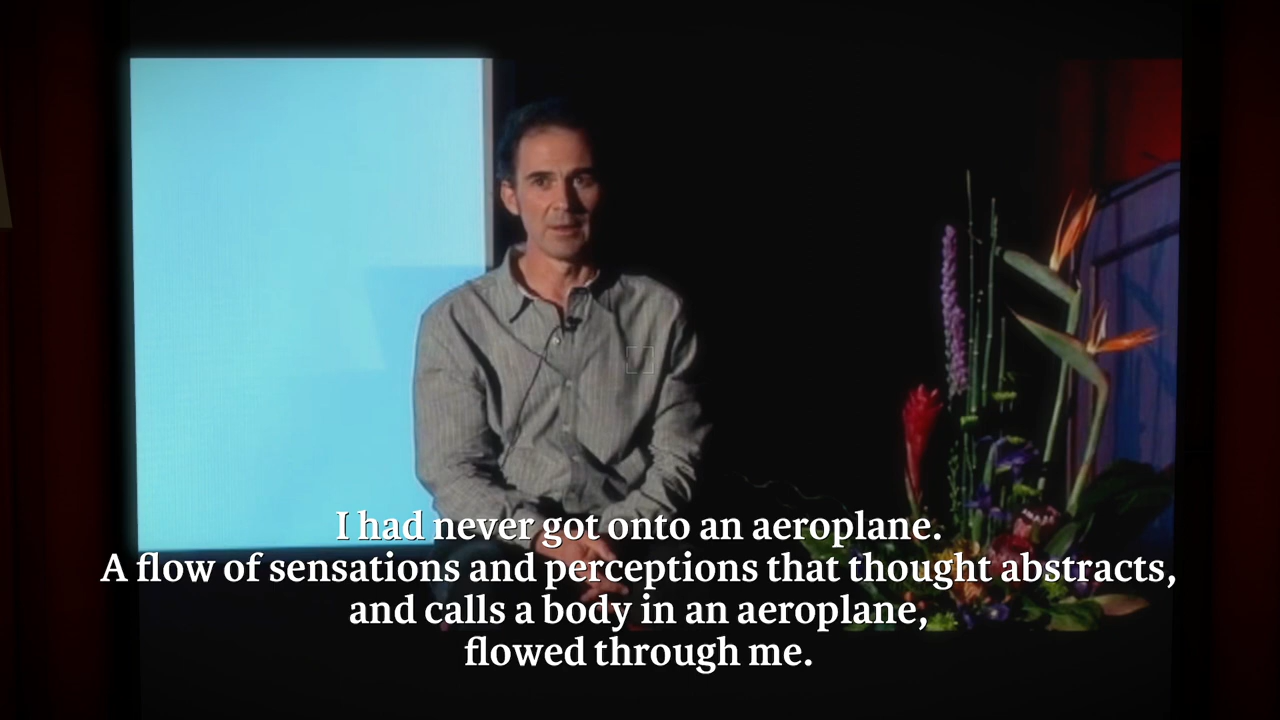 I had never got onto an aeroplane.
A flow of sensations and perceptions that thought abstracts,
and calls a body in an aeroplane,
flowed through me.